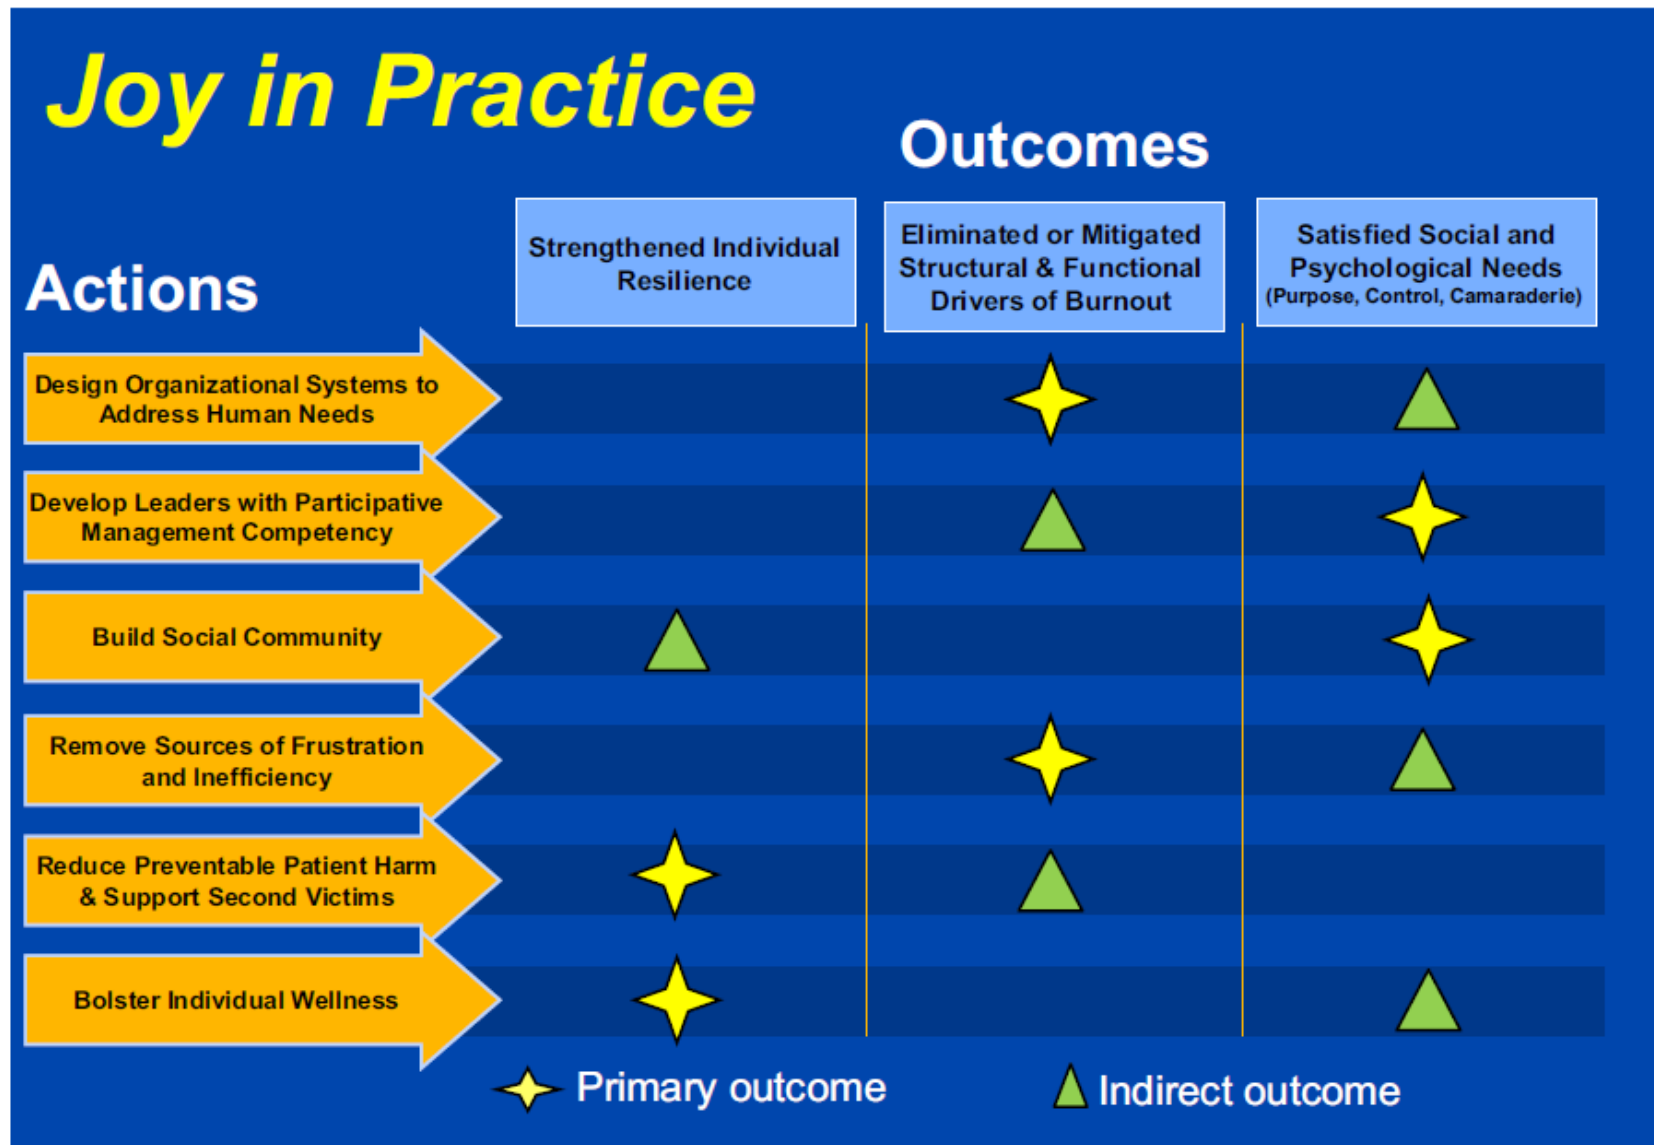 Joy in Practice
Outcomes
Actions
Strengthened Individual
Resilience
Eliminated or Mitigated
Structural & Functional
Drivers of Burnout
Satisfied Social and
Psychological Needs
(Purpose, Control, Camaraderie)
Design Organizational Systems to
Address Human Needs
Develop Leaders with Participative
Management Competency
Build Social Community
Remove Sources of Frustration
and Inefficiency
Reduce Preventable Patient Harm
& Support Second Victims
Bolster Individual Wellness
Primary outcome
Indirect outcome